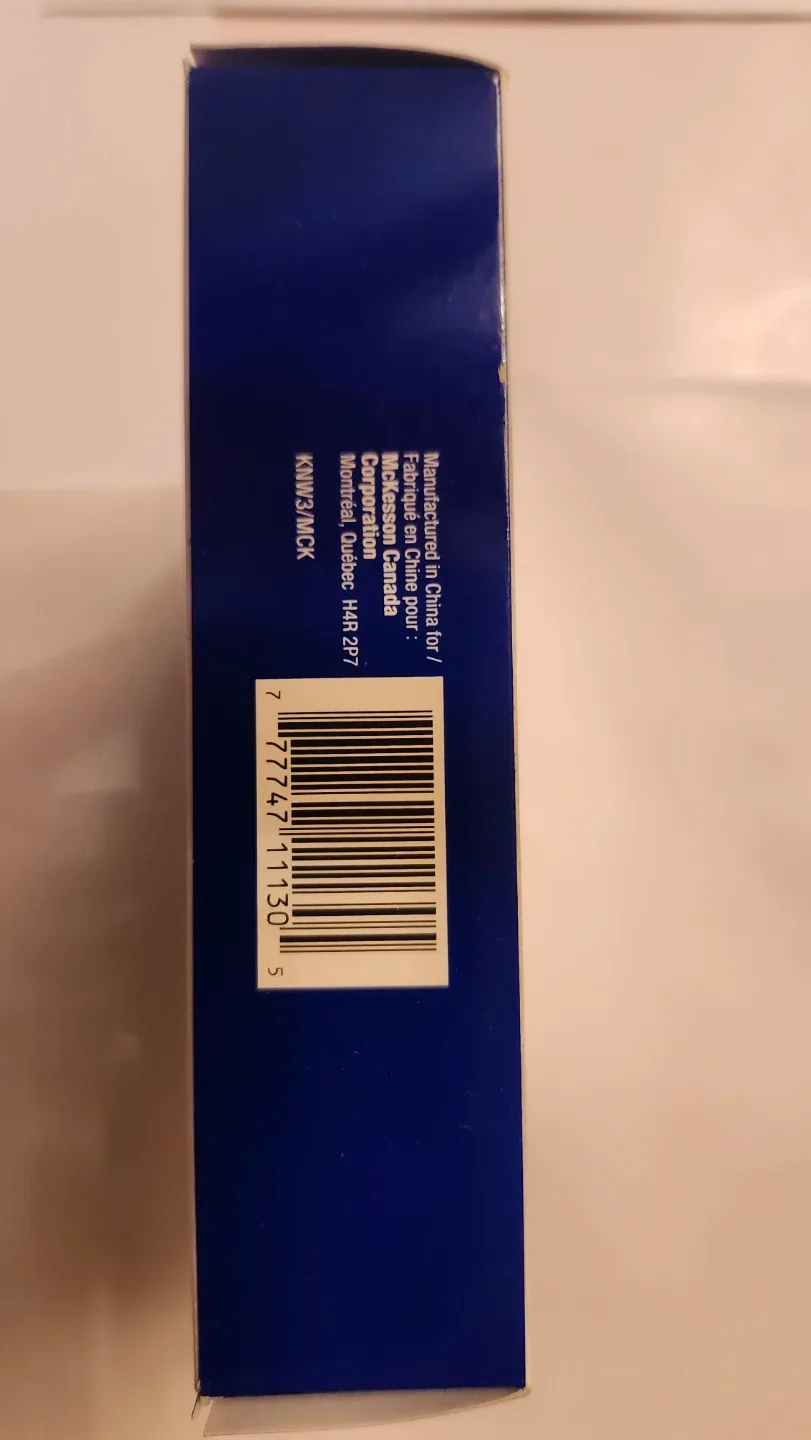 Manufactured in China for /
Fabriqué en Chine pour :
McKesson Canada
Corporation
Montréal, Québec H4R 2P7
KNW3/MCK
7 77747 11130 5